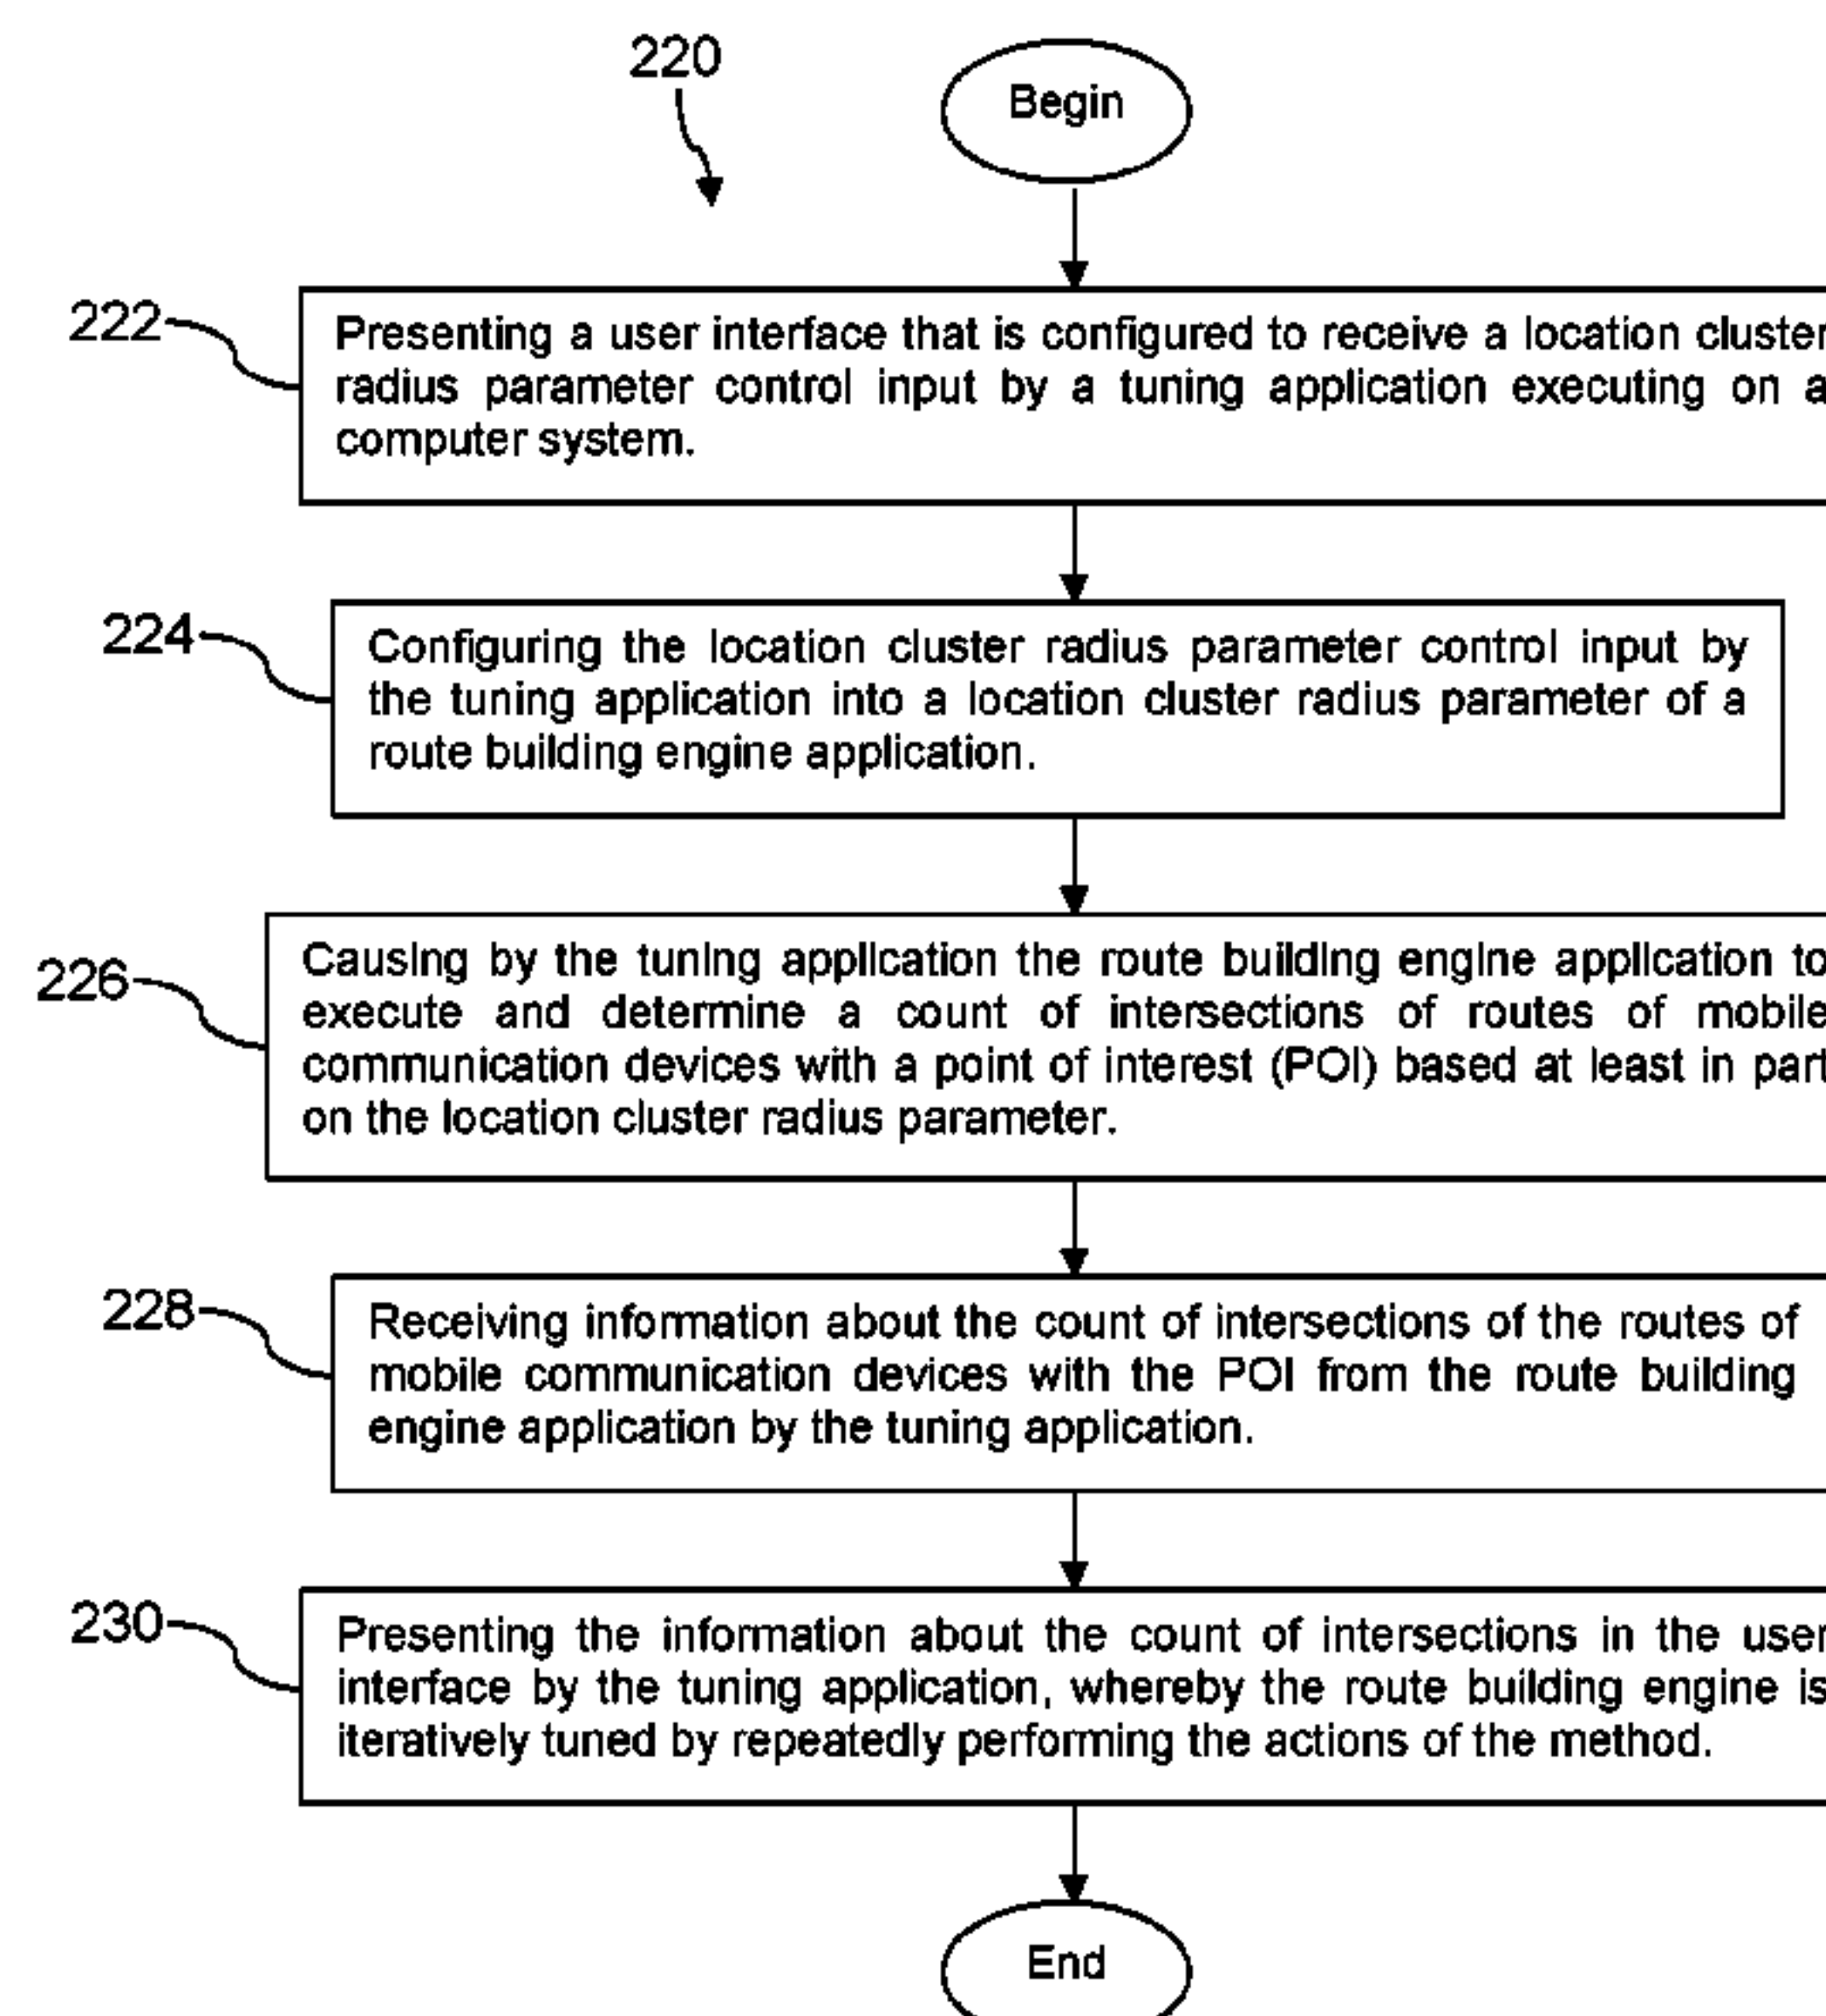 220
Begin
222
Presenting a user interface that is configured to receive a location cluster
radius parameter control input by a tuning application executing on a
computer system.
224
Configuring the location cluster radius parameter control input by
the tuning application into a location cluster radius parameter of a
route building engine application.
226
Causing by the tuning application the route building engine application to
execute and determine a count of intersections of routes of mobile
communication devices with a point of interest (POI) based at least in part
on the location cluster radius parameter.
228
Receiving information about the count of intersections of the routes of
mobile communication devices with the POI from the route building
engine application by the tuning application.
230
Presenting the information about the count of intersections in the user
interface by the tuning application, whereby the route building engine is
iteratively tuned by repeatedly performing the actions of the method.
End